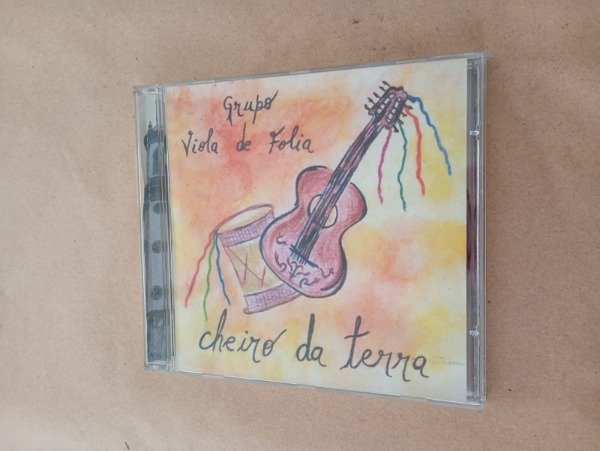 Grupo
Viola de Folia
cheiro da terra